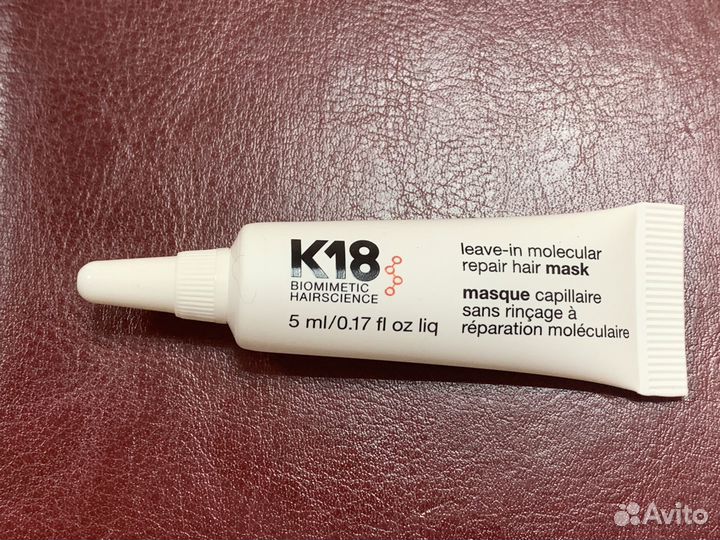 K18
BIOMIMETIC
HAIRSCIENCE
5 ml/0.17 fl oz liq
leave-in molecular
repair hair mask
masque capillaire
sans rinçage à
réparation moléculaire
Avito